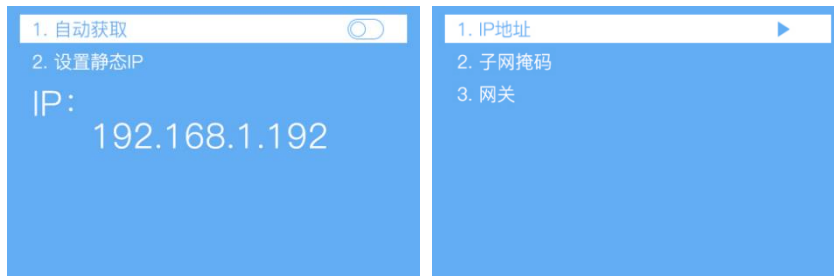 1. 自动获取
2. 设置静态IP
IP：
192.168.1.192
1. IP地址
2. 子网掩码
3. 网关